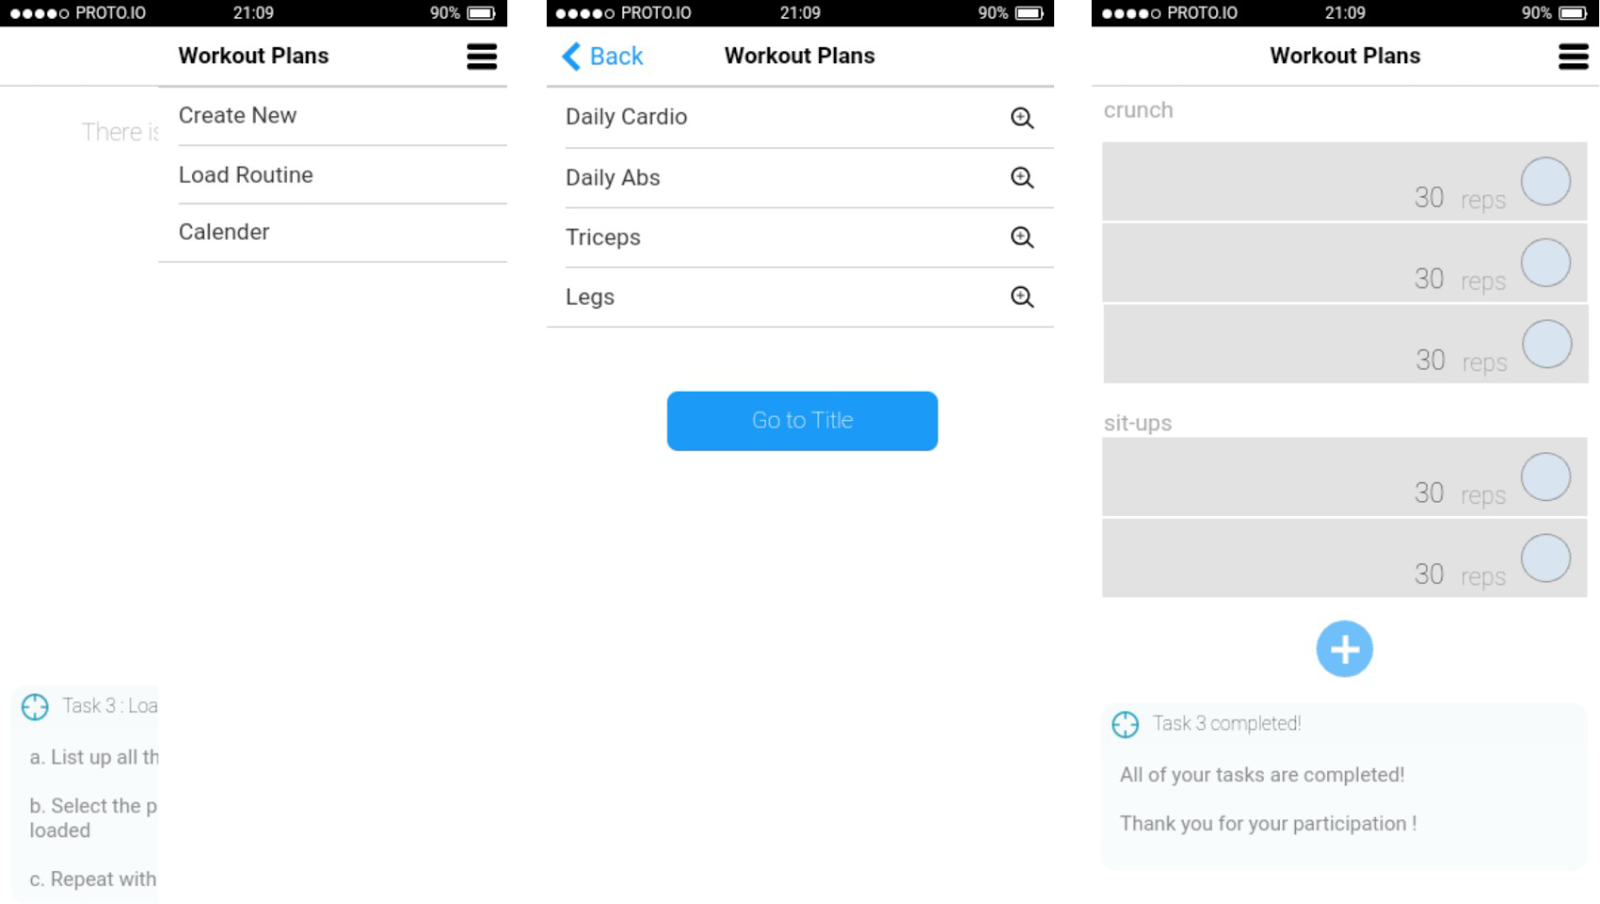 PROTO.IO 21:09 90%
Workout Plans
There is
Create New
Load Routine
Calender
Task 3 : Loa
a. List up all th
b. Select the p
loaded
c. Repeat with
PROTO.IO 21:09 90%
Back Workout Plans
Daily Cardio
Daily Abs
Triceps
Legs
Go to Title
PROTO.IO 21:09 90%
Workout Plans
crunch
30 reps
30 reps
30 reps
sit-ups
30 reps
30 reps
Task 3 completed!
All of your tasks are completed!
Thank you for your participation !